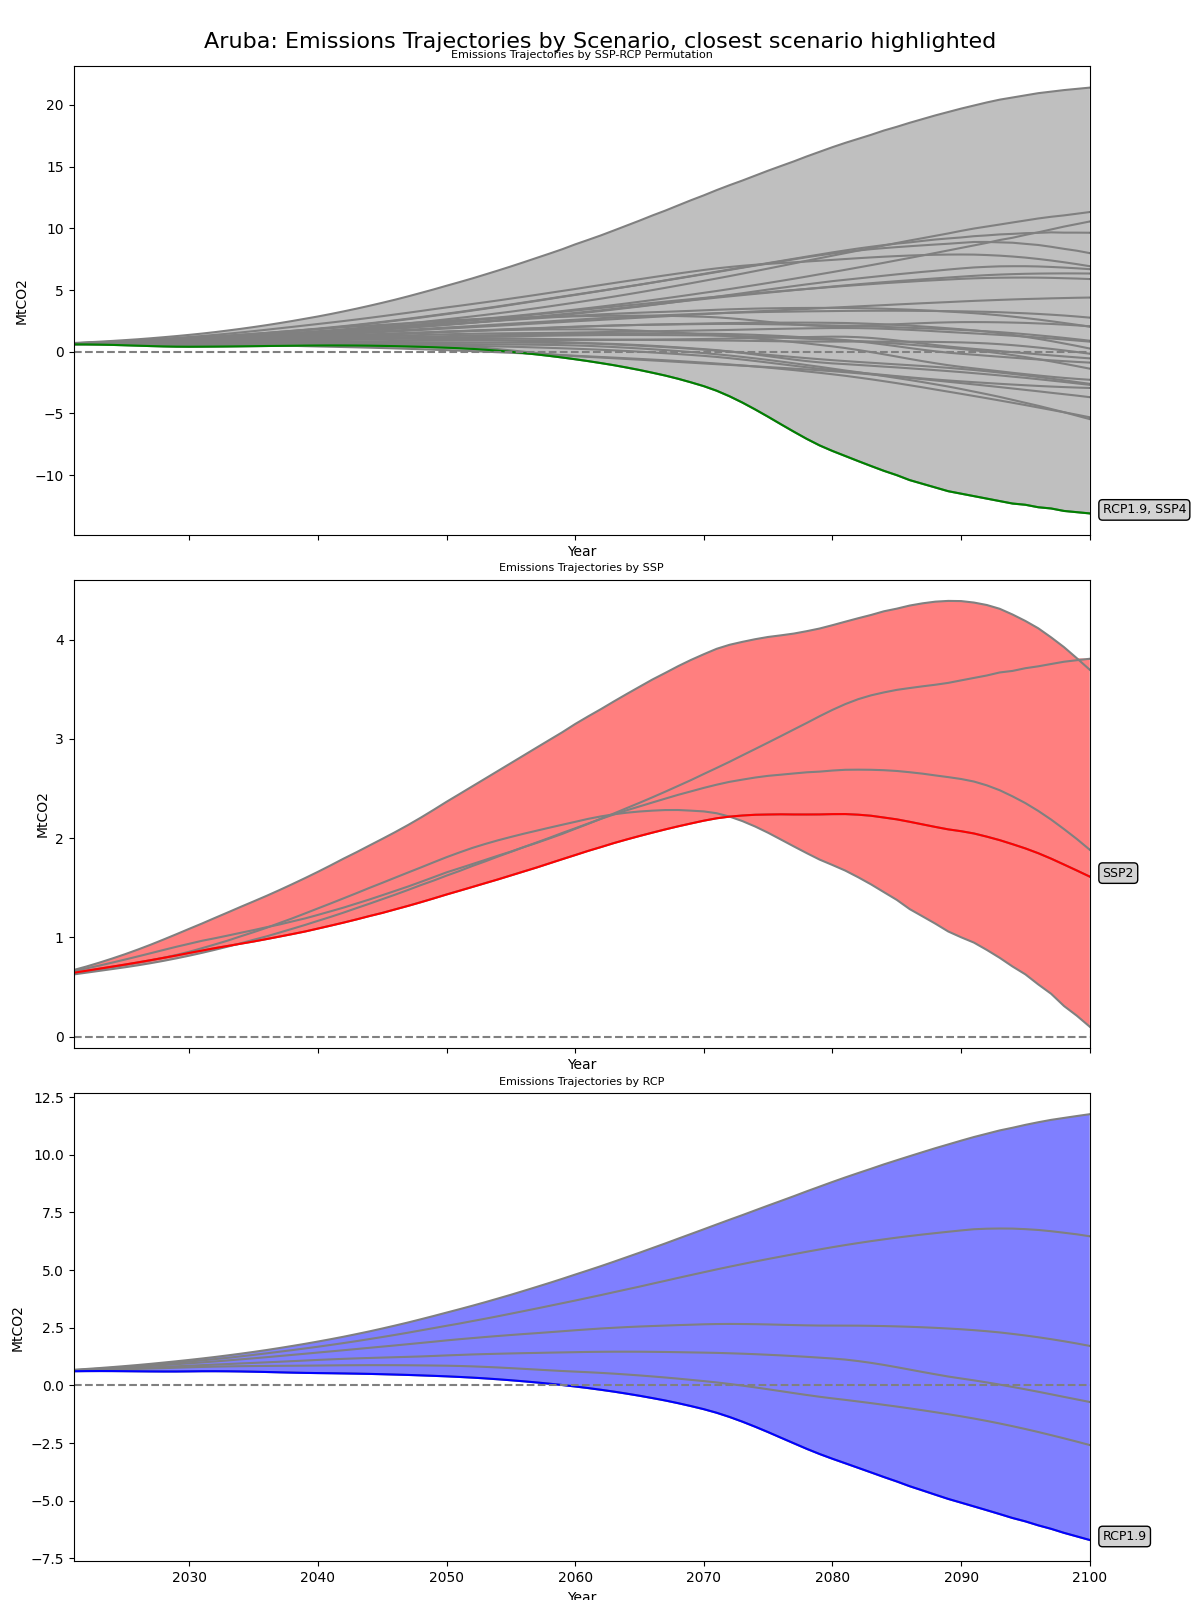 Aruba: Emissions Trajectories by Scenario, closest scenario highlighted
Emissions Trajectories by SSP-RCP Permutation
20
15
10
5
0
−5
−10
MtCO2
RCP1.9, SSP4
Year
Emissions Trajectories by SSP
4
3
2
1
0
MtCO2
SSP2
Year
Emissions Trajectories by RCP
12.5
10.0
7.5
5.0
2.5
0.0
−2.5
−5.0
−7.5
MtCO2
RCP1.9
2030 2040 2050 2060 2070 2080 2090 2100
Year